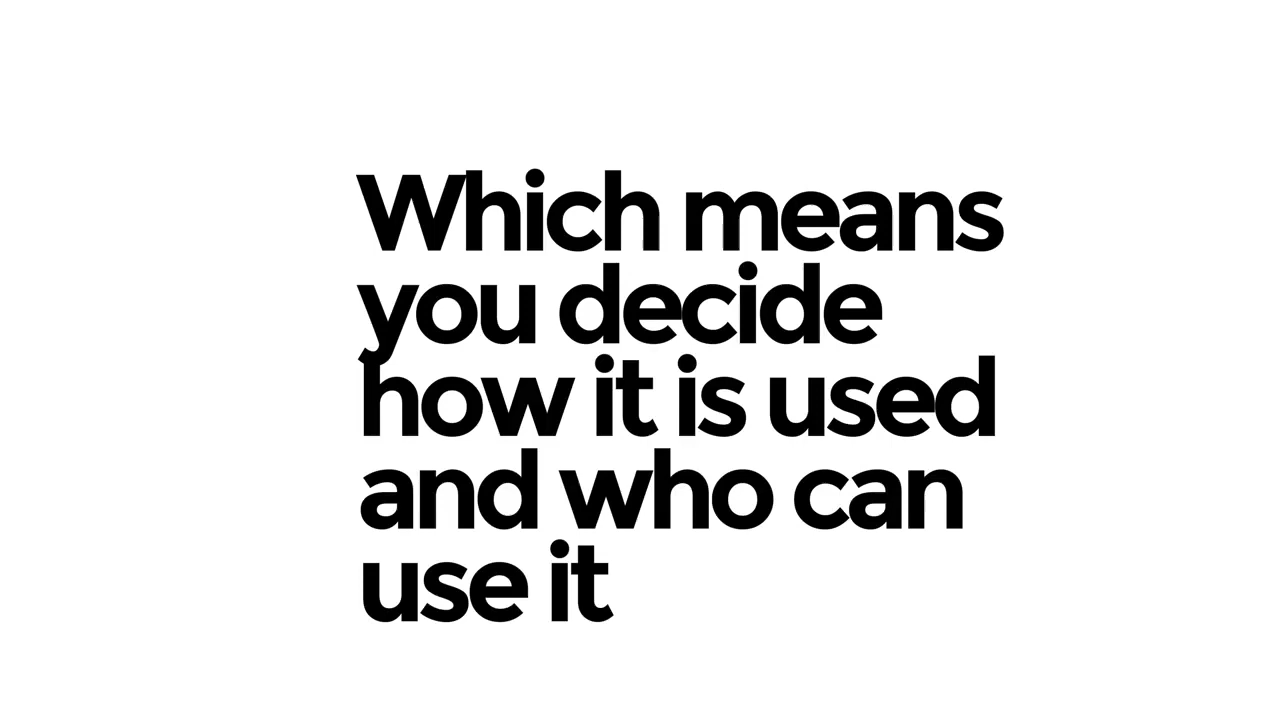 Which means
you decide
how it is used
and who can
use it